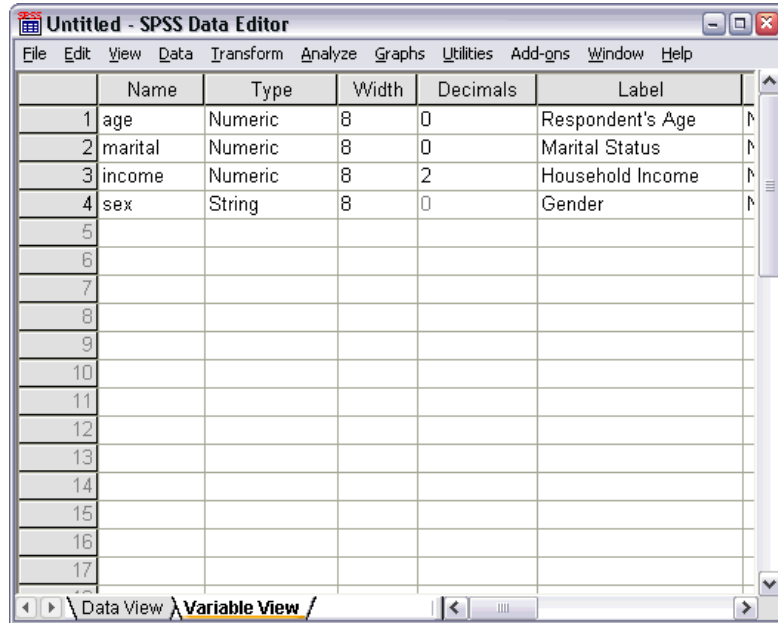 SPSS Untitled - SPSS Data Editor
File Edit View Data Transform Analyze Graphs Utilities Add-ons Window Help
Name Type Width Decimals Label
1 age Numeric 8 0 Respondent's Age
2 marital Numeric 8 0 Marital Status
3 income Numeric 8 2 Household Income
4 sex String 8 0 Gender
5
6
7
8
9
10
11
12
13
14
15
16
17
Data View Variable View